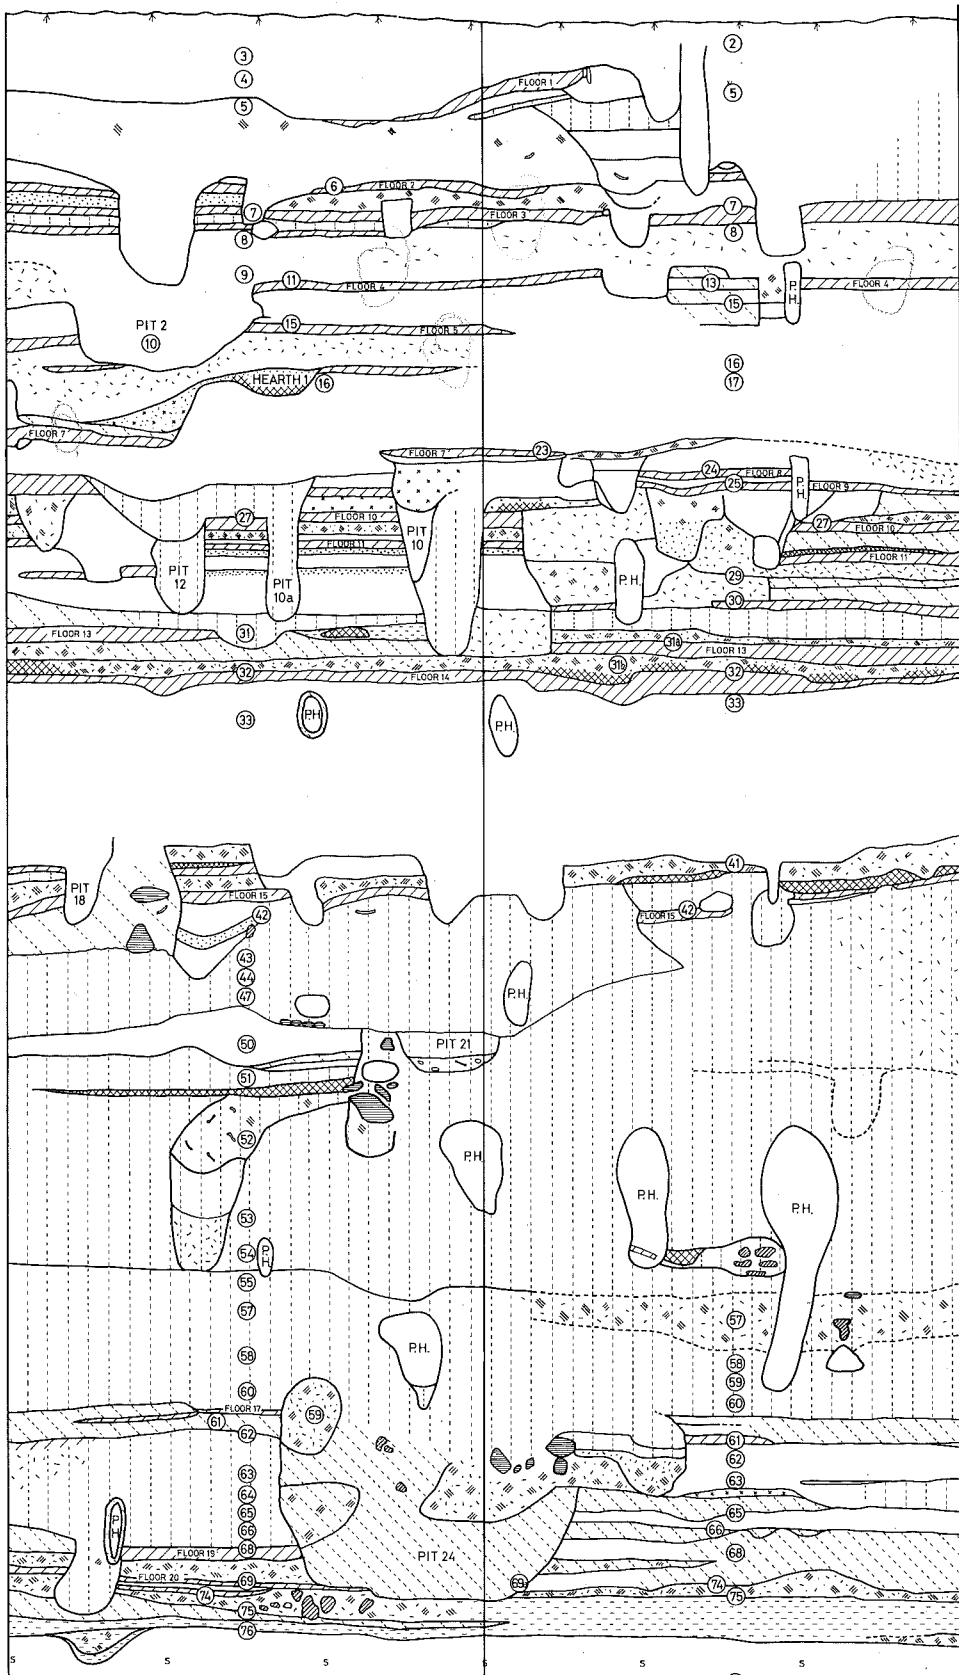 3
2
4
5
5
FLOOR 1
6
FLOOR 2
7
7
FLOOR 3
8
8
9
11
FLOOR 4
13
P.H.
FLOOR 4
15
PIT 2
15
FLOOR 5
10
16
HEARTH 1
16
17
FLOOR 7
FLOOR 7
23
24
FLOOR 8
25
P.H.
FLOOR 9
27
FLOOR 10
27
FLOOR 10
PIT 10
FLOOR 11
FLOOR 11
PIT 12
PIT 10a
P.H.
29
30
31
FLOOR 13
31a
FLOOR 13
32
31b
32
FLOOR 14
33
33
P.H.
P.H.
41
PIT 18
FLOOR 15
42
42
FLOOR 15
43
44
47
P.H.
50
PIT 21
51
52
P.H.
P.H.
P.H.
53
54
P.H.
55
57
57
58
P.H.
58
59
60
60
FLOOR 17
61
59
61
62
62
63
63
64
65
65
P.H.
66
66
68
FLOOR 19
PIT 24
68
FLOOR 20
69
69
74
74
75
75
76
S S S S S S